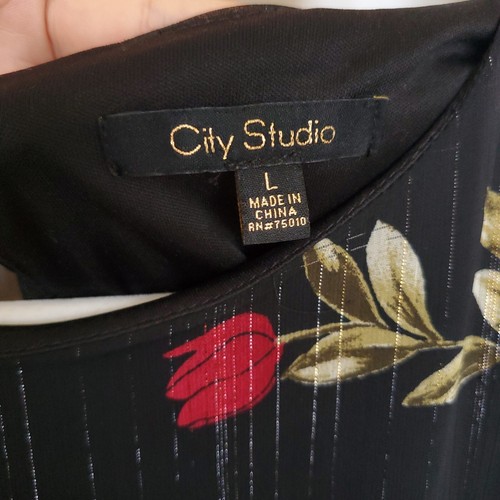 City Studio
L
MADE IN
CHINA
RN#75010